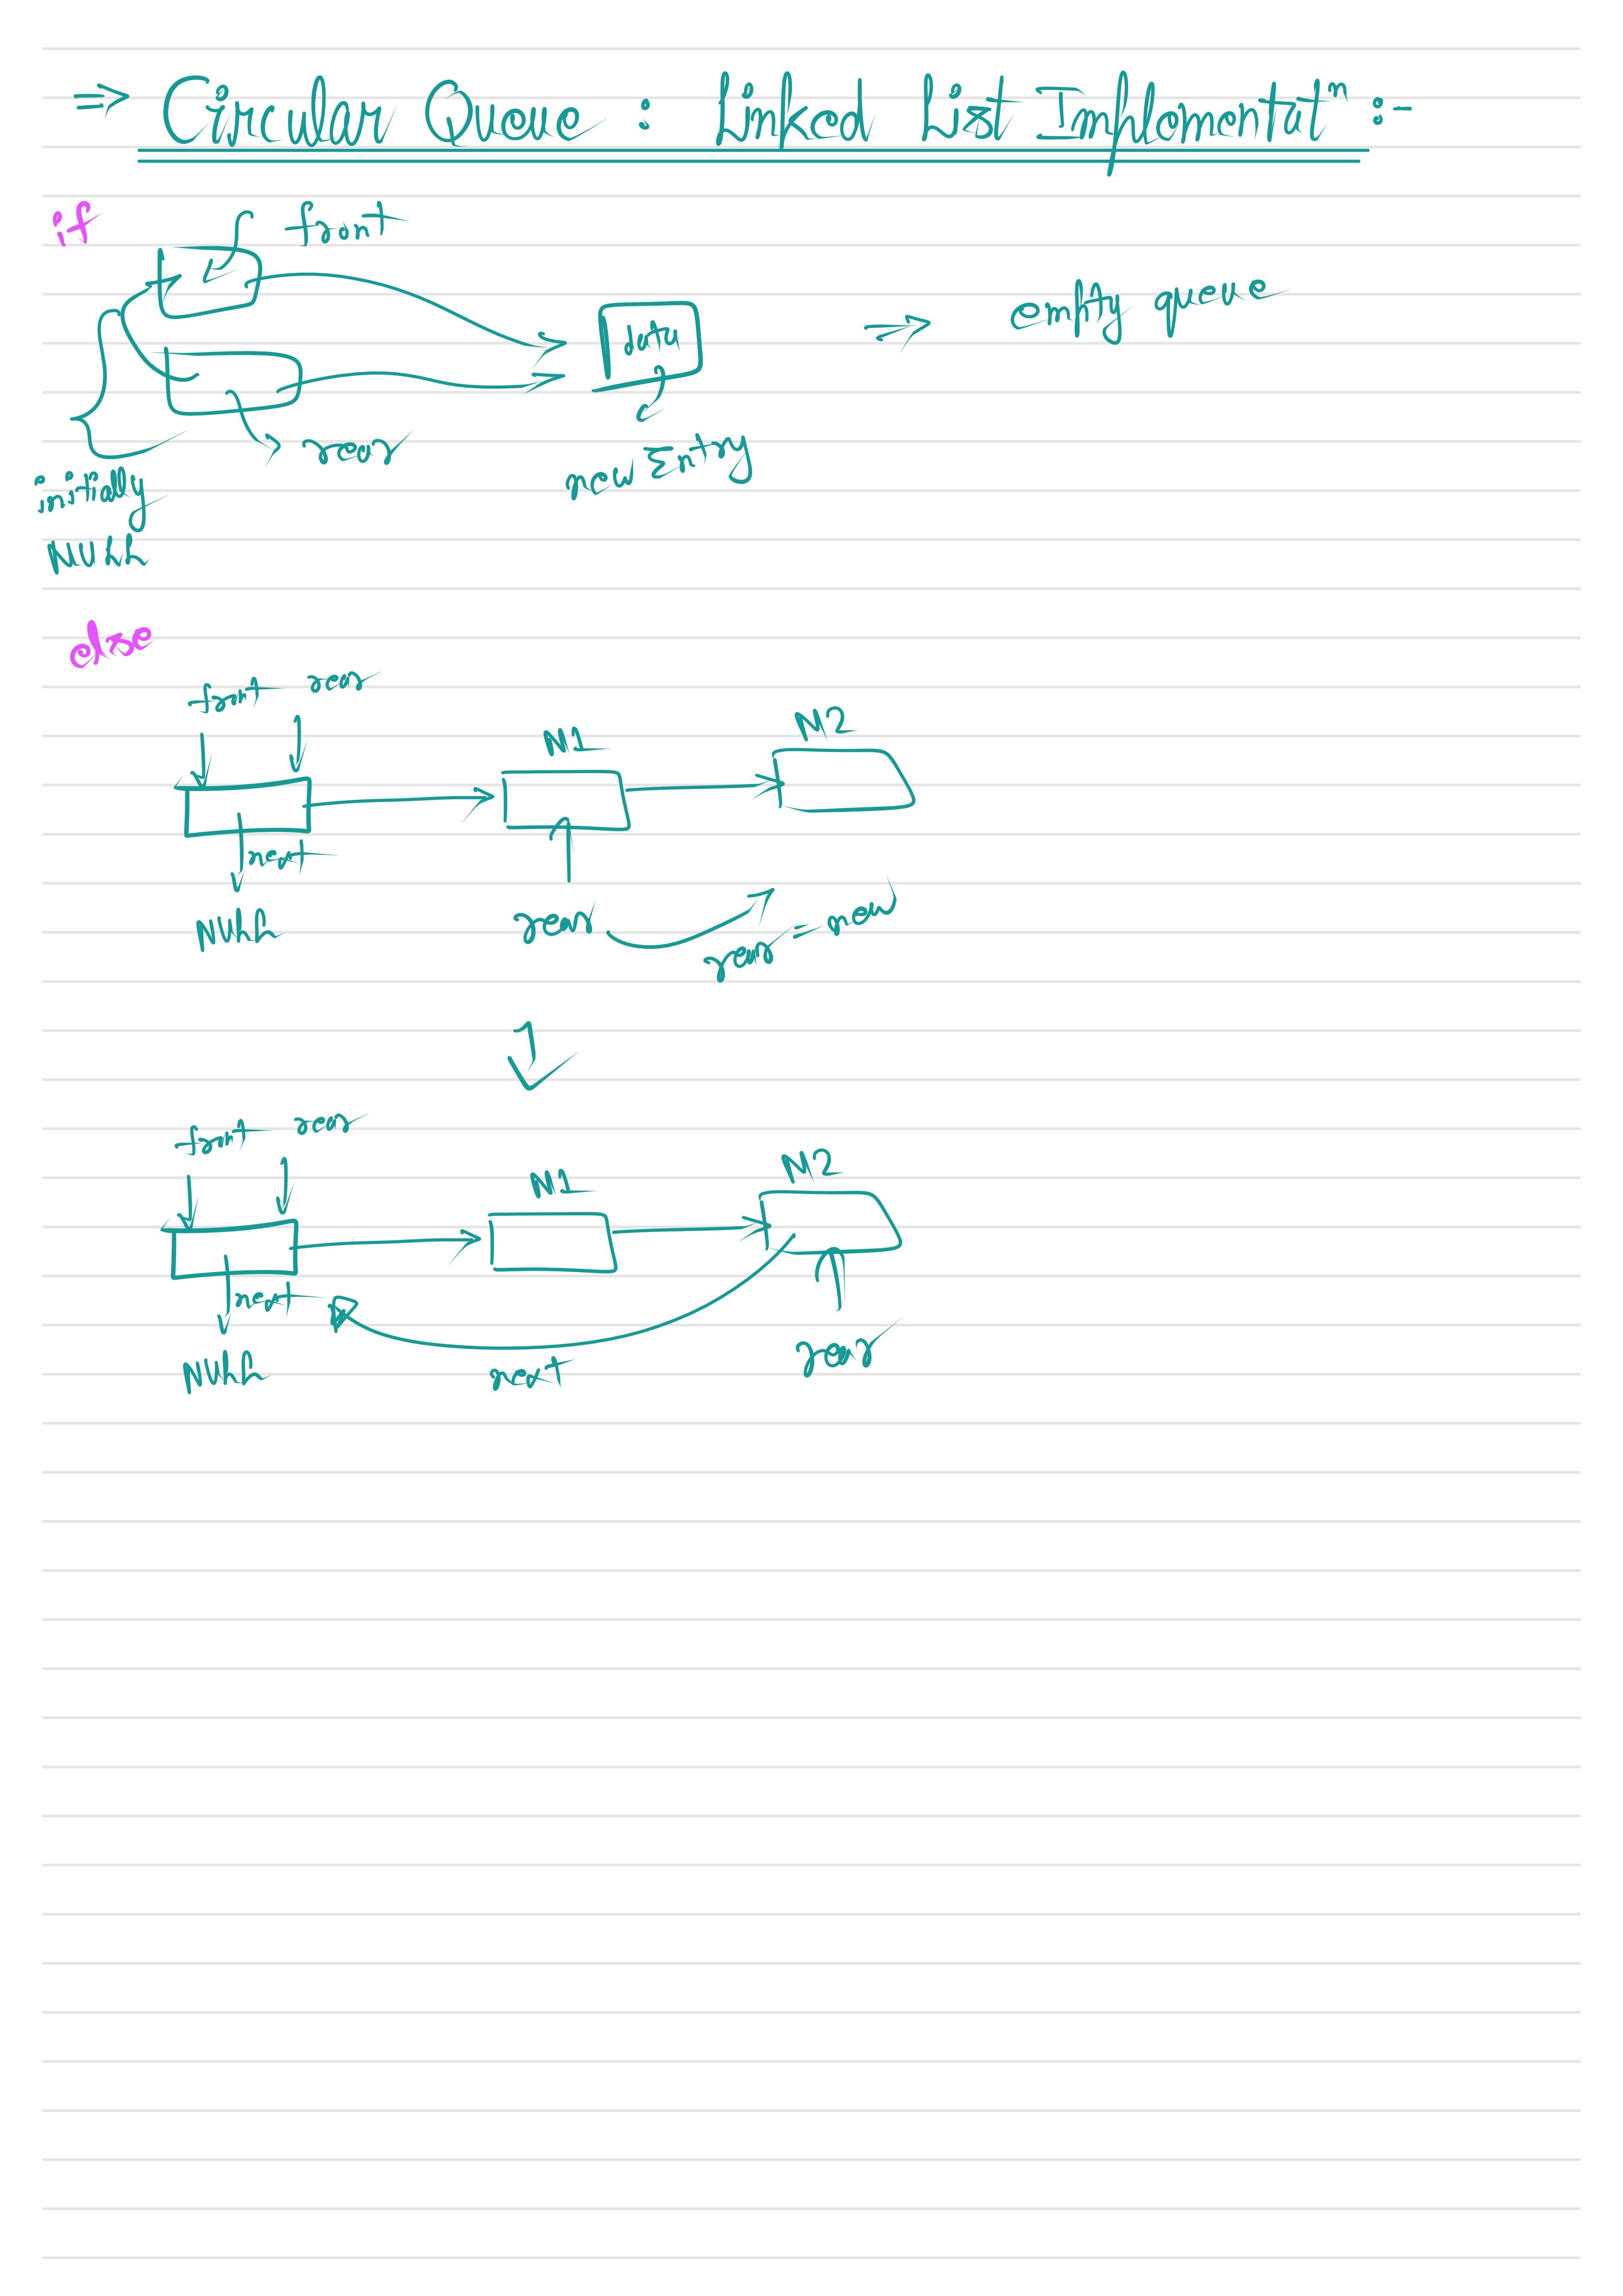 ⇒ Circular Queue : Linked List Implementatⁿ :-
if
front
data
⇒ empty queue
rear
new Entry
initially
NULL
else
front rear
N1
N2
next
NULL
rear
rear = new
front rear
N1
N2
next
NULL
next
rear